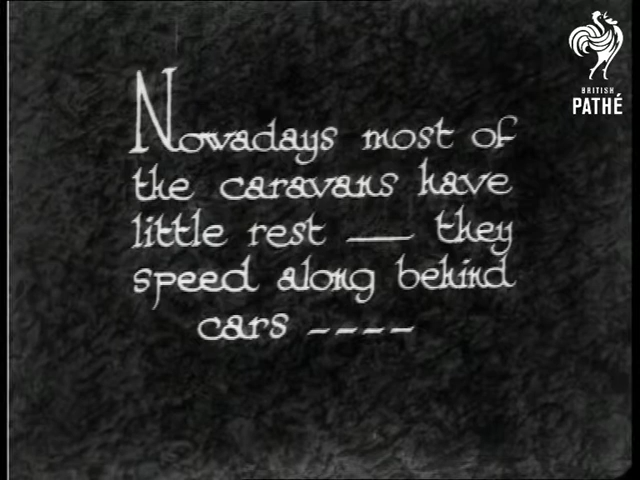 BRITISH
PATHÉ
Nowadays most of
the caravans have
little rest — they
speed along behind
cars ----